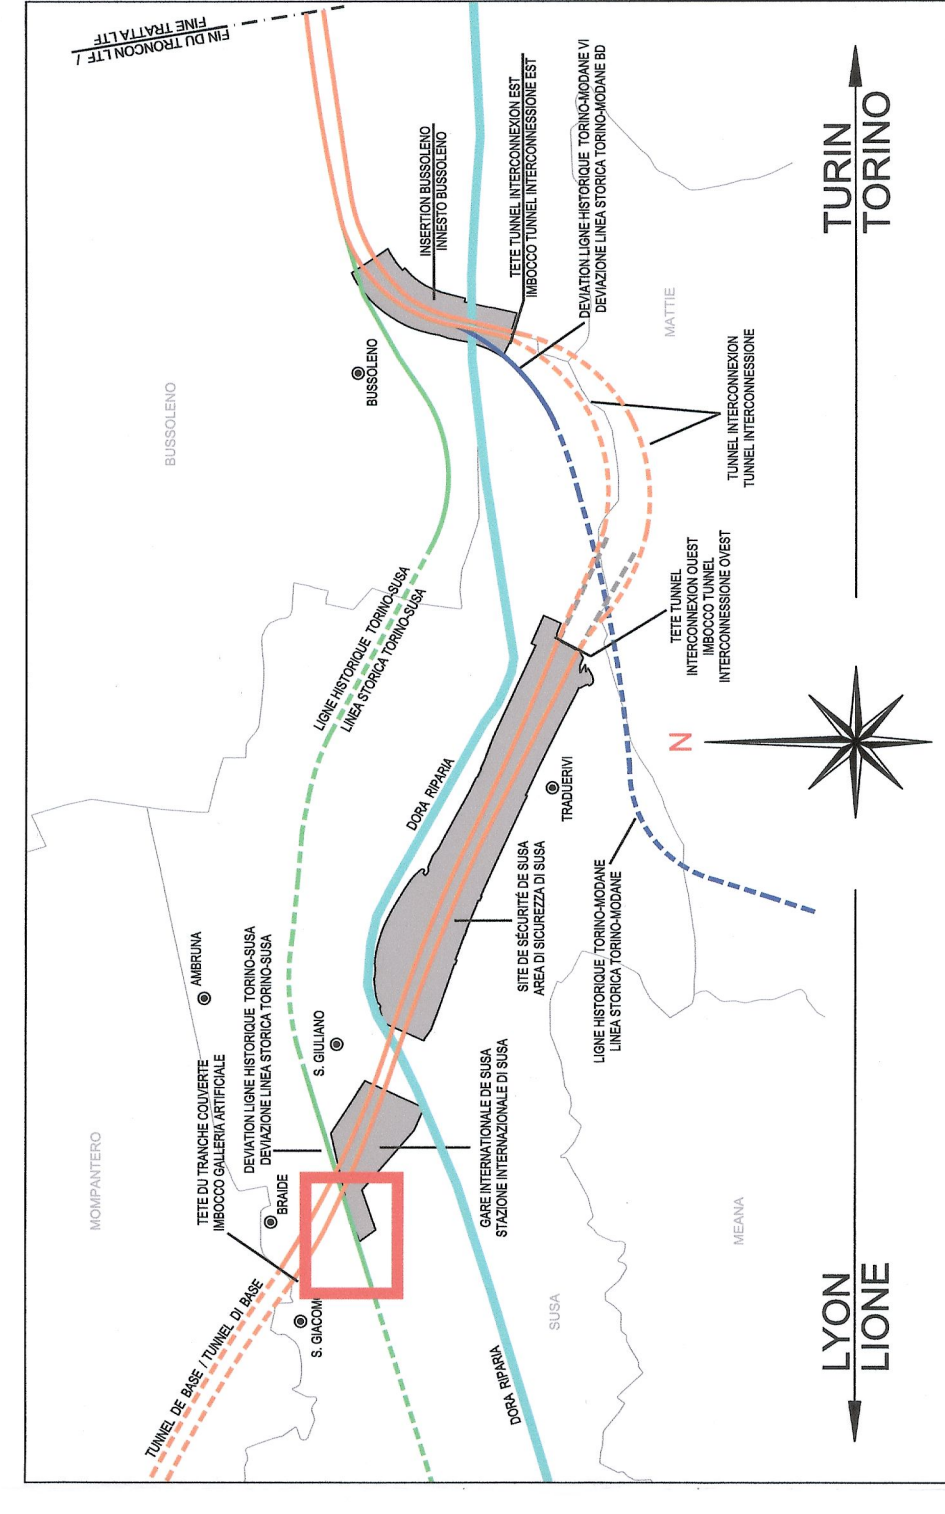 FIN DU TRONCON LTF /
FINE TRATTA LTF
MOMPANTERO
BUSSOLENO
TUNNEL DE BASE / TUNNEL DI BASE
TETE DU TRANCHE COUVERTE
IMBOCCO GALLERIA ARTIFICIALE
AMBRUNA
BRAIDE
S. GIACOMO
DEVIATION LIGNE HISTORIQUE TORINO-SUSA
DEVIAZIONE LINEA STORICA TORINO-SUSA
S. GIULIANO
LIGNE HISTORIQUE TORINO-SUSA
LINEA STORICA TORINO-SUSA
BUSSOLENO
INSERTION BUSSOLENO
INNESTO BUSSOLENO
DORA RIPARIA
DORA RIPARIA
GARE INTERNATIONALE DE SUSA
STAZIONE INTERNAZIONALE DI SUSA
SITE DE SÉCURITÉ DE SUSA
AREA DI SICUREZZA DI SUSA
TRADUERIVI
TETE TUNNEL INTERCONNEXION EST
IMBOCCO TUNNEL INTERCONNESSIONE EST
DEVIATION LIGNE HISTORIQUE TORINO-MODANE VI
DEVIAZIONE LINEA STORICA TORINO-MODANE BD
SUSA
LIGNE HISTORIQUE TORINO-MODANE
LINEA STORICA TORINO-MODANE
MATTIE
TETE TUNNEL
INTERCONNEXION OUEST
IMBOCCO TUNNEL
INTERCONNESSIONE OVEST
TUNNEL INTERCONNEXION
TUNNEL INTERCONNESSIONE
MEANA
N
LYON
LIONE
TURIN
TORINO